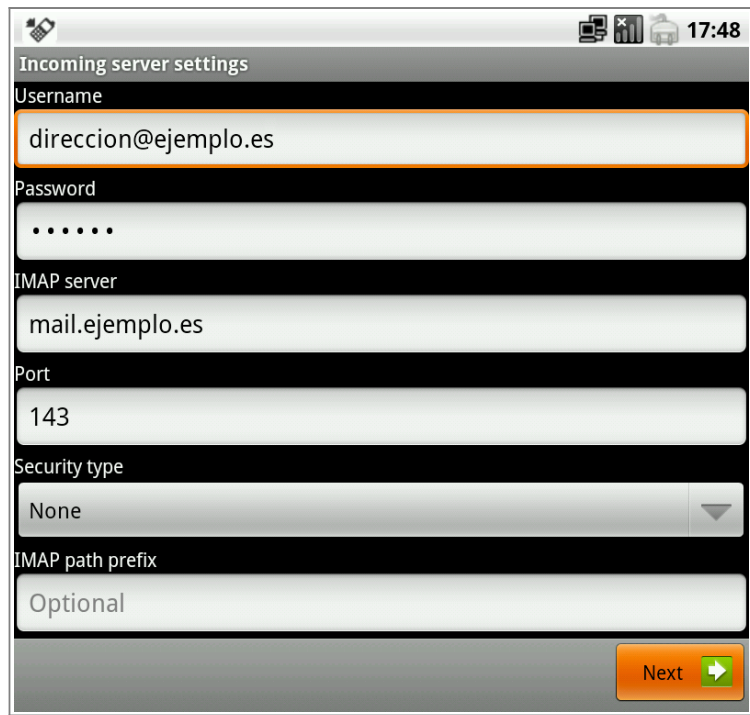 17:48
Incoming server settings
Username
direccion@ejemplo.es
Password
••••••
IMAP server
mail.ejemplo.es
Port
143
Security type
None
IMAP path prefix
Optional
Next